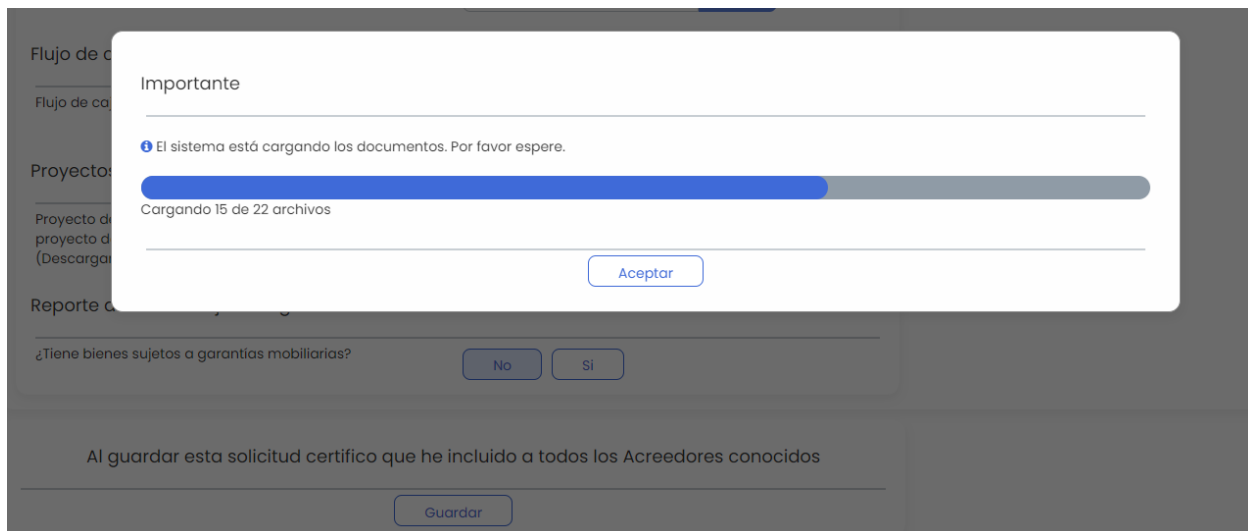 Flujo de
Importante
Flujo de
El sistema está cargando los documentos. Por favor espere.
Proyectos
Cargando 15 de 22 archivos
Proyecto
proyecto
(Descargar
Aceptar
Reporte
¿Tiene bienes sujetos a garantías mobiliarias?
No
Si
Al guardar esta solicitud certifico que he incluido a todos los Acreedores conocidos
Guardar